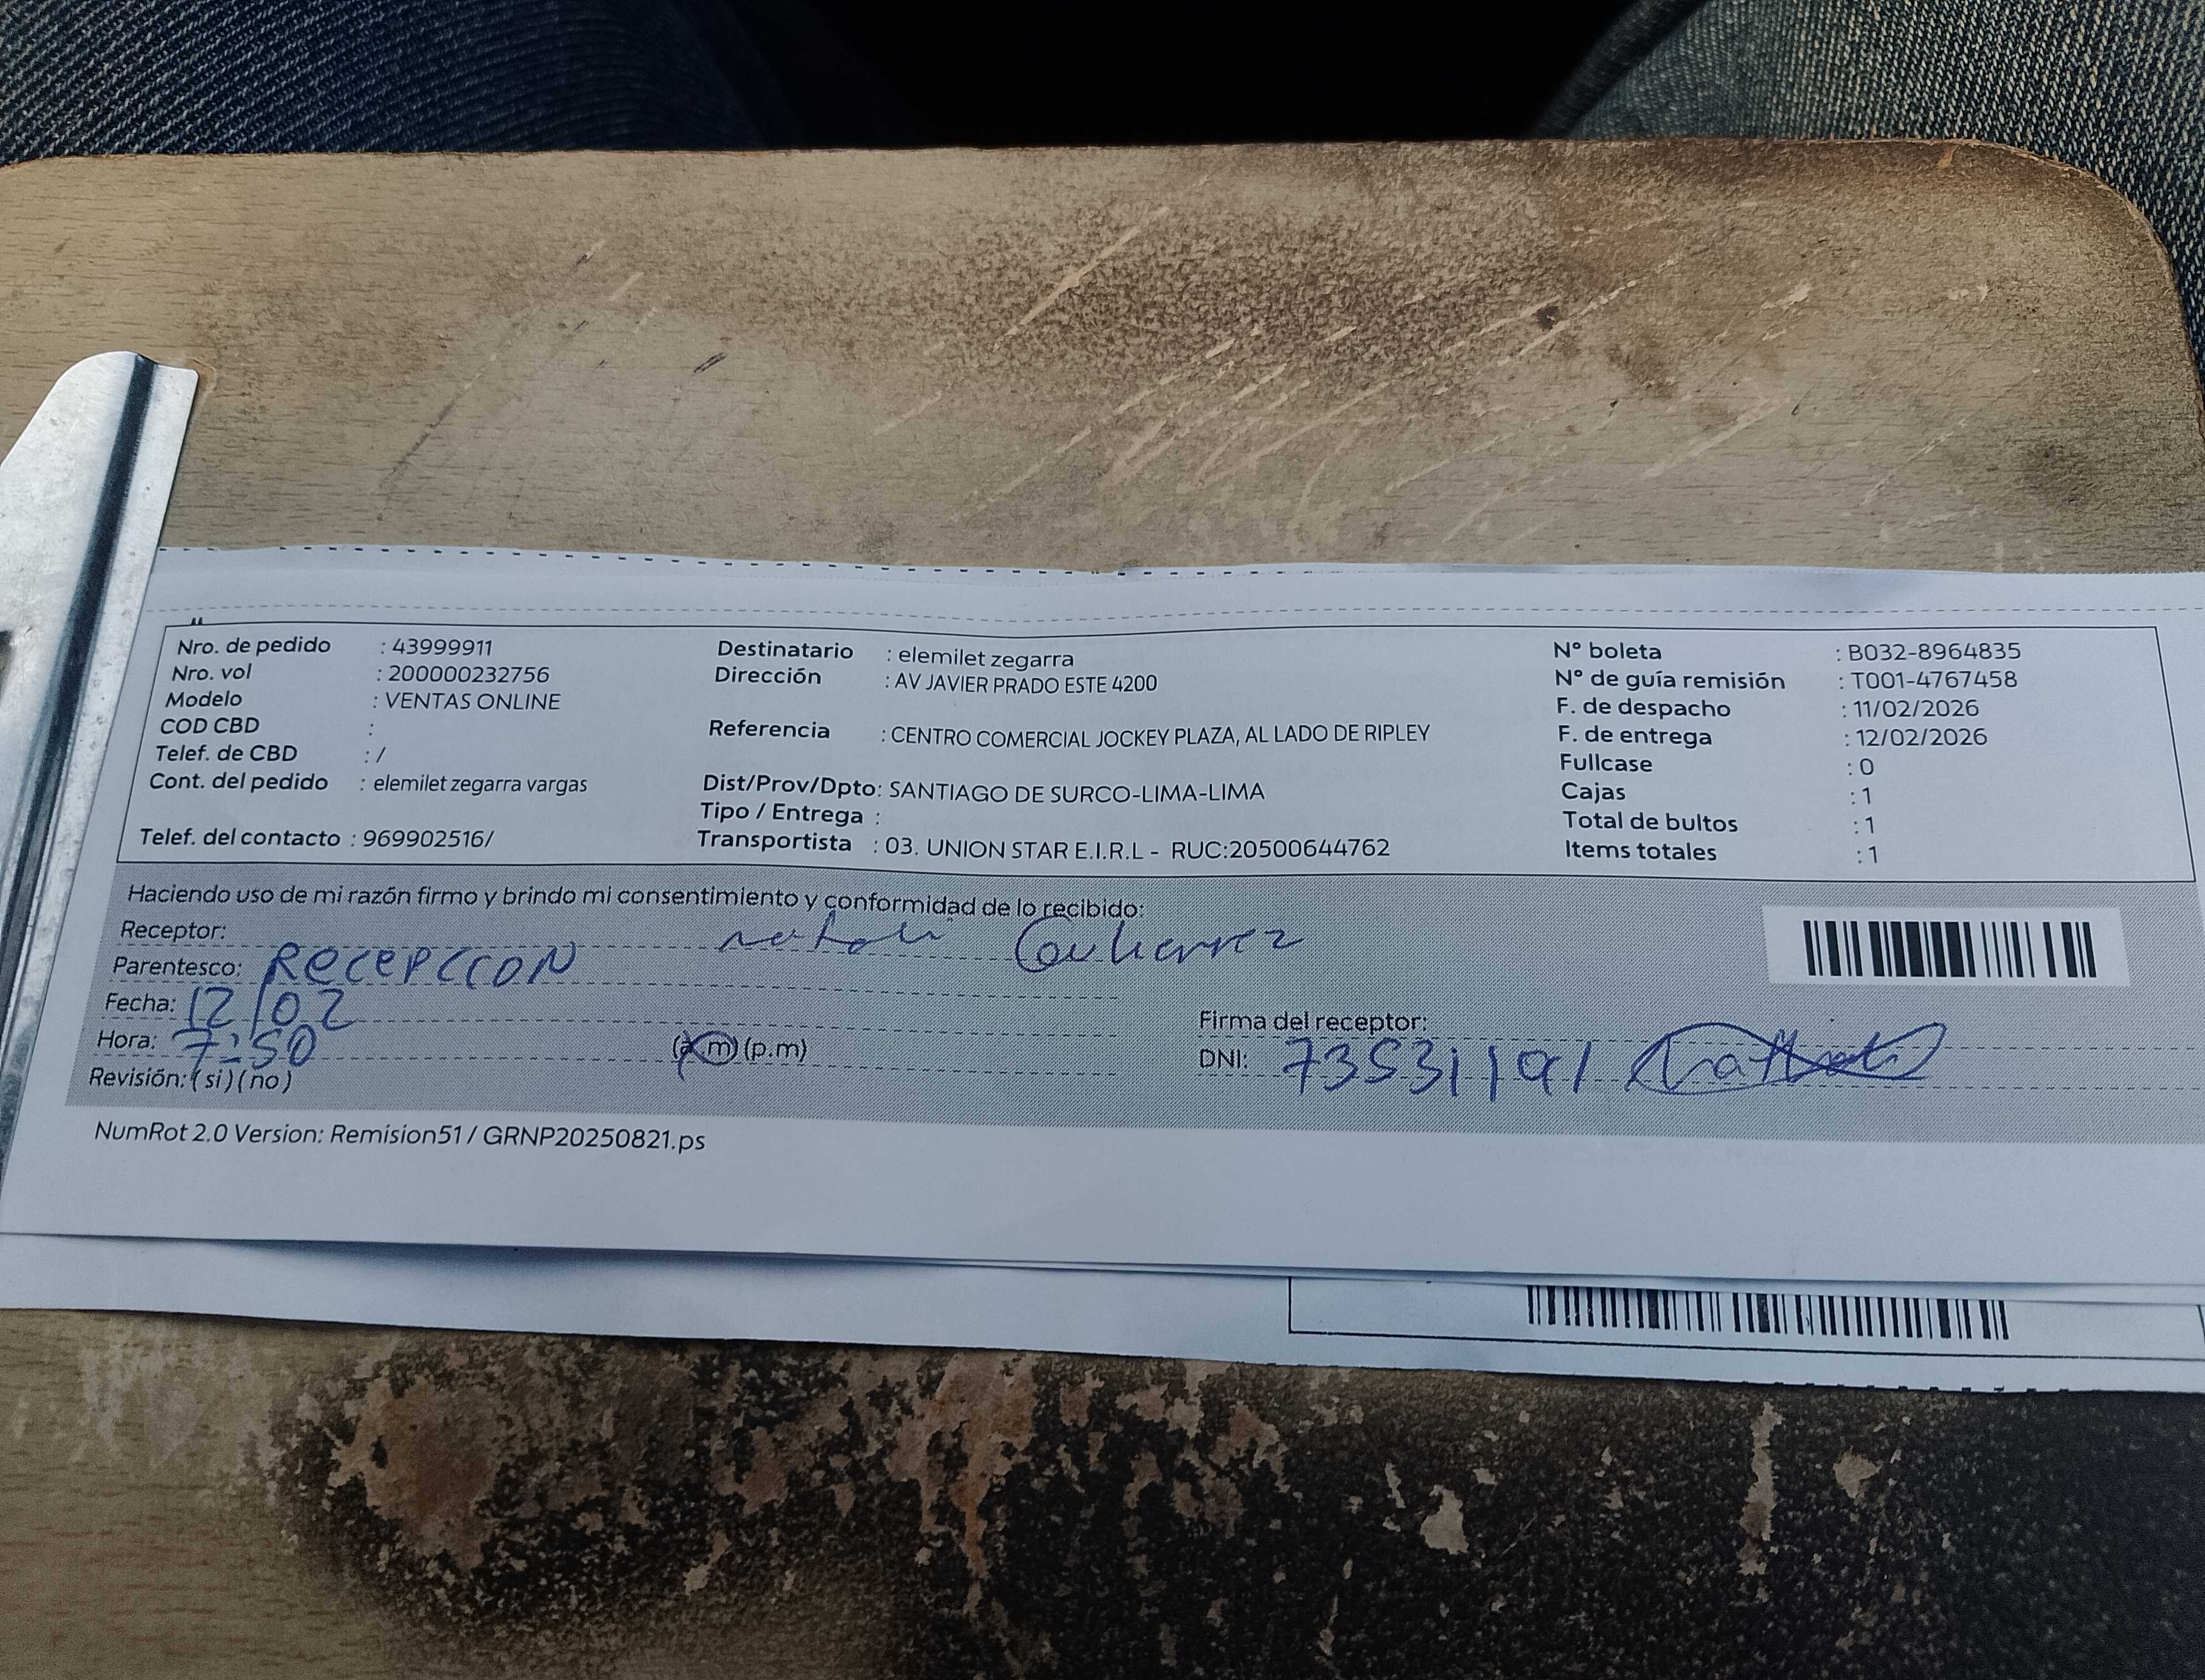 Nro. de pedido : 43999911
Nro. vol : 200000232756
Modelo : VENTAS ONLINE
COD CBD :
Telef. de CBD : /
Cont. del pedido : elemilet zegarra vargas
Telef. del contacto : 969902516/
Destinatario : elemilet zegarra
Dirección : AV JAVIER PRADO ESTE 4200
Referencia : CENTRO COMERCIAL JOCKEY PLAZA, AL LADO DE RIPLEY
Dist/Prov/Dpto: SANTIAGO DE SURCO-LIMA-LIMA
Tipo / Entrega :
Transportista : 03. UNION STAR E.I.R.L - RUC:20500644762
N° boleta : B032-8964835
N° de guía remisión : T001-4767458
F. de despacho : 11/02/2026
F. de entrega : 12/02/2026
Fullcase : 0
Cajas : 1
Total de bultos : 1
Items totales : 1
Haciendo uso de mi razón firmo y brindo mi consentimiento y conformidad de lo recibido:
Receptor: Gutierrez
Parentesco: RECEPCION
Fecha: 12/02
Hora: 7:50 (a.m) (p.m)
Revisión: (si) (no)
Firma del receptor:
DNI: 73531191
NumRot 2.0 Version: Remision51 / GRNP20250821.ps